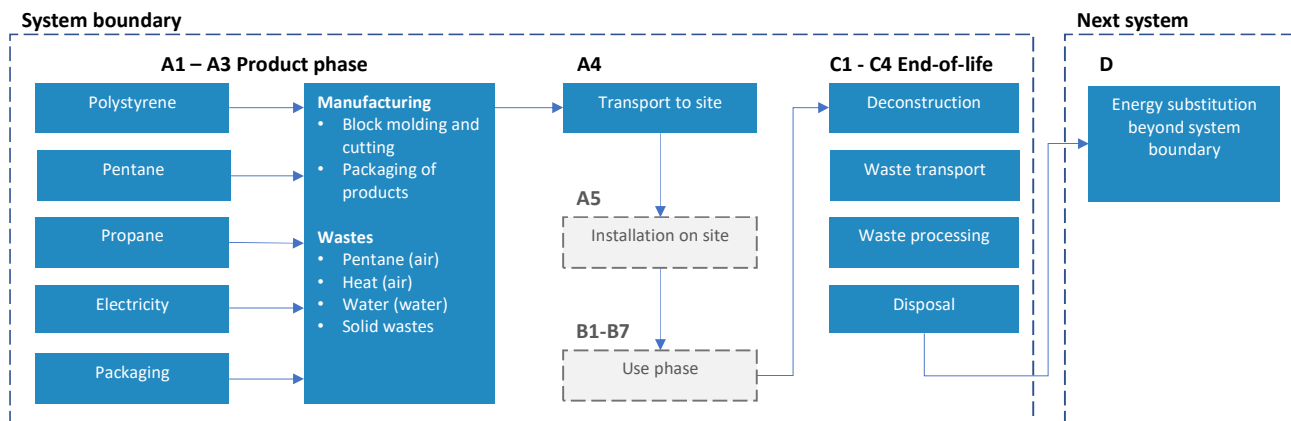 System boundary
Next system
A1 – A3 Product phase
A4
C1 - C4 End-of-life
D
Polystyrene
Pentane
Propane
Electricity
Packaging
Manufacturing
• Block molding and
cutting
• Packaging of
products
Wastes
• Pentane (air)
• Heat (air)
• Water (water)
• Solid wastes
Transport to site
A5
Installation on site
B1-B7
Use phase
Deconstruction
Waste transport
Waste processing
Disposal
Energy substitution
beyond system
boundary